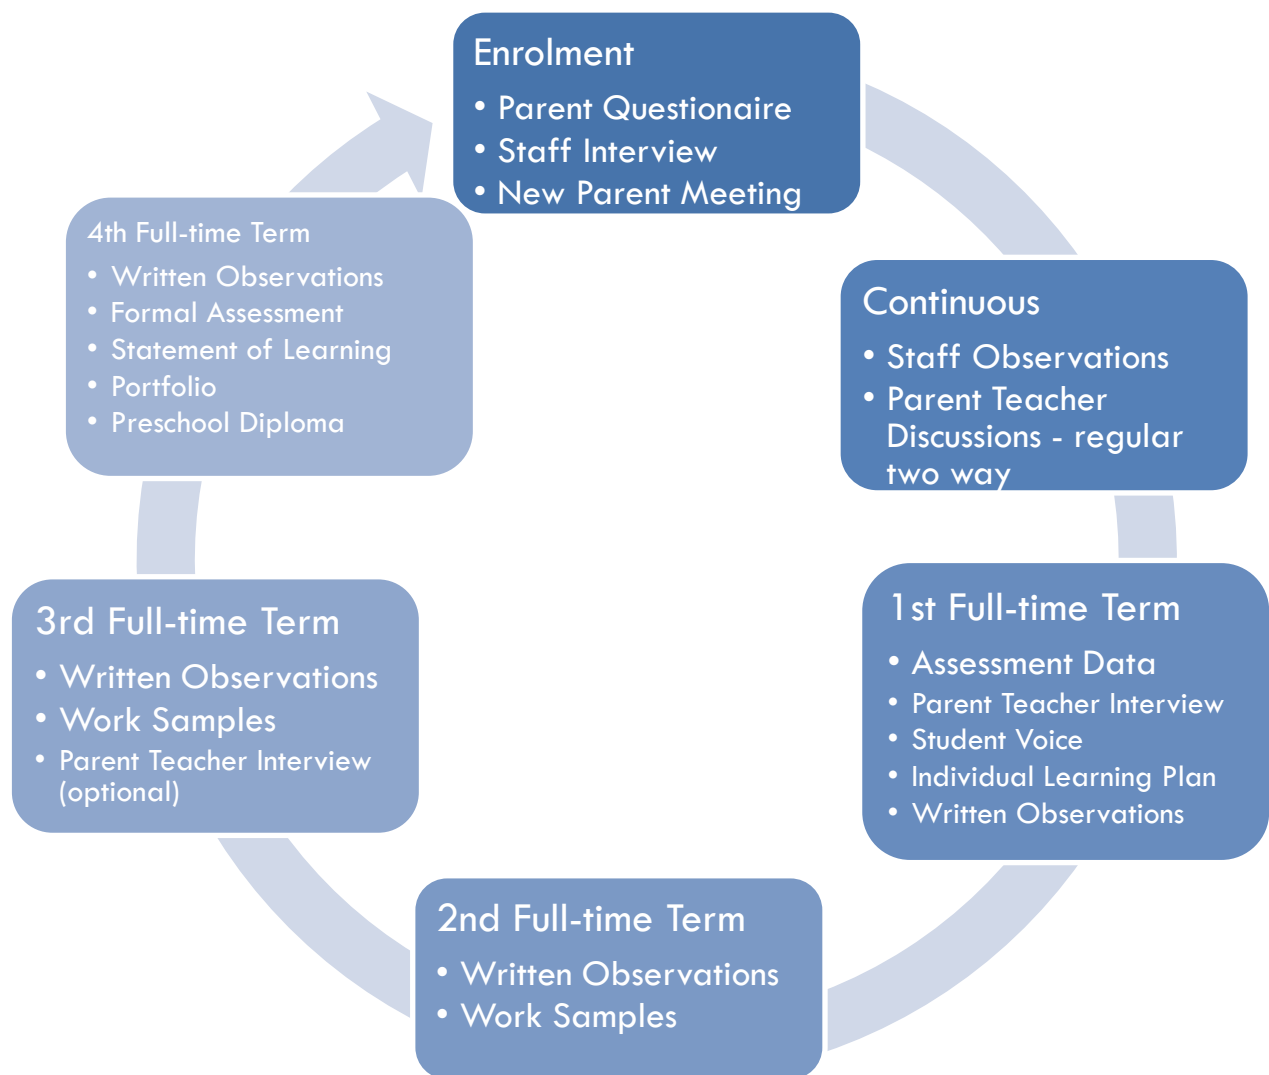 Enrolment
• Parent Questionaire
• Staff Interview
• New Parent Meeting
Continuous
• Staff Observations
• Parent Teacher
Discussions - regular
two way
1st Full-time Term
• Assessment Data
• Parent Teacher Interview
• Student Voice
• Individual Learning Plan
• Written Observations
2nd Full-time Term
• Written Observations
• Work Samples
3rd Full-time Term
• Written Observations
• Work Samples
• Parent Teacher Interview
(optional)
4th Full-time Term
• Written Observations
• Formal Assessment
• Statement of Learning
• Portfolio
• Preschool Diploma